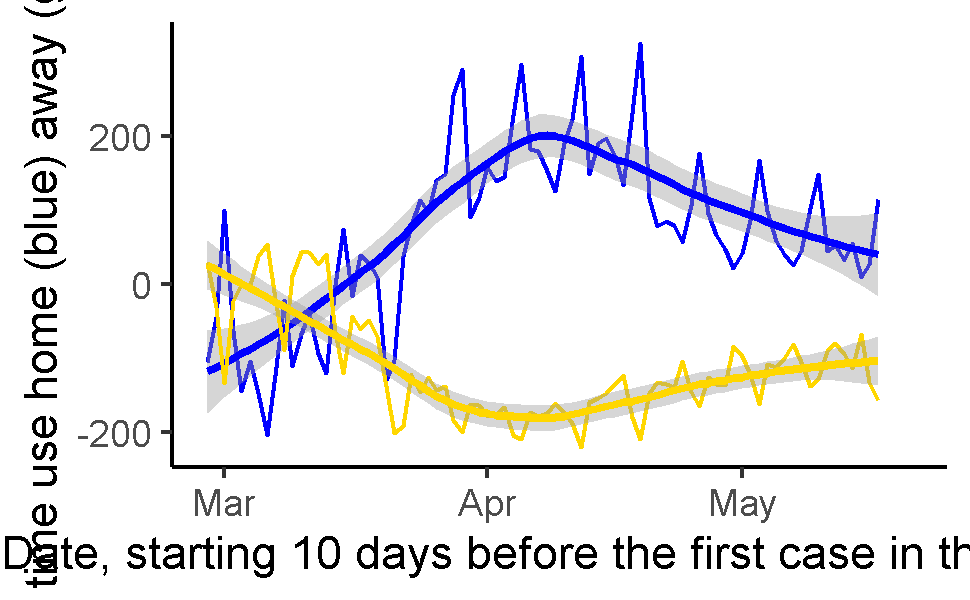 time use home (blue) away (
200
0
-200
Mar Apr May
Date, starting 10 days before the first case in th